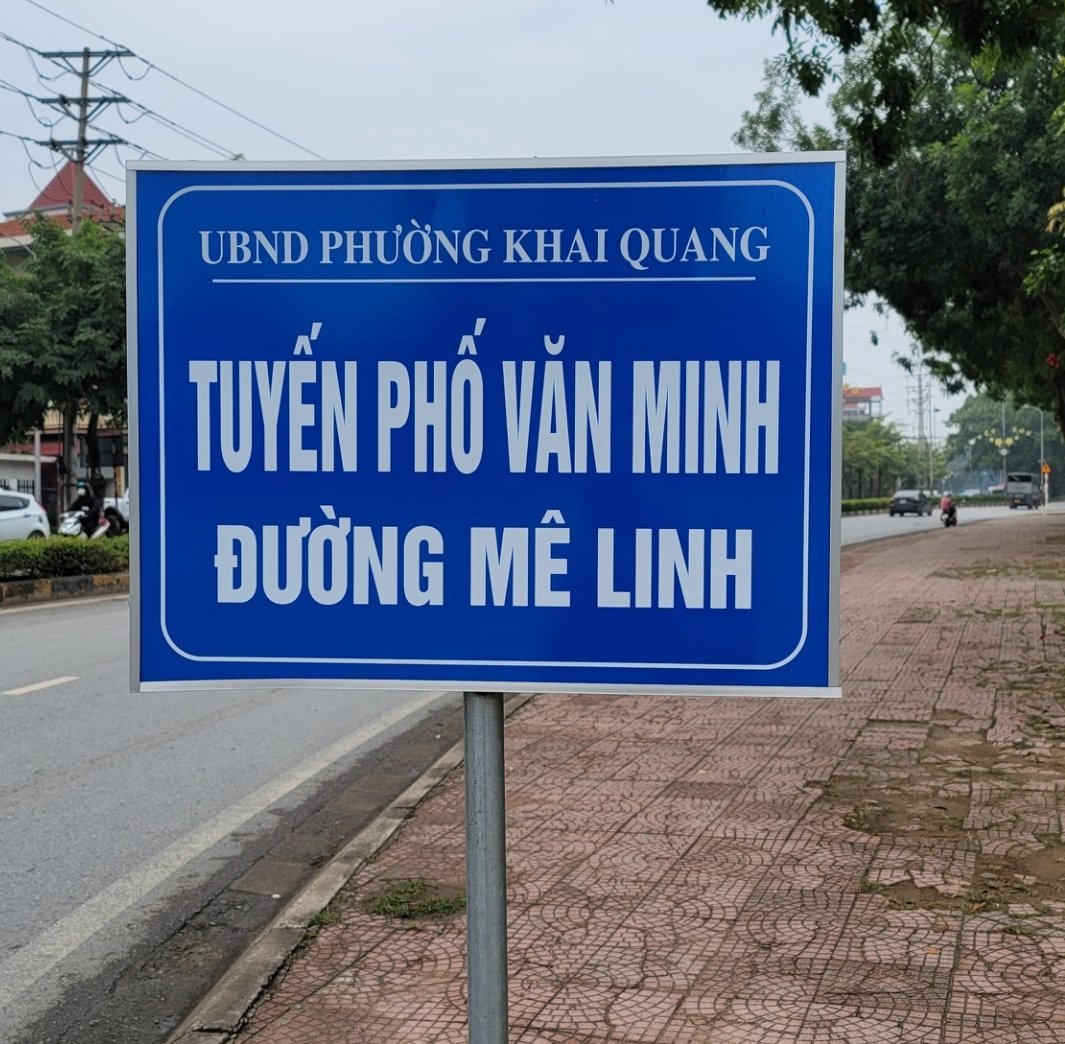 UBND PHƯỜNG KHAI QUANG
TUYẾN PHỐ VĂN MINH
ĐƯỜNG MÊ LINH